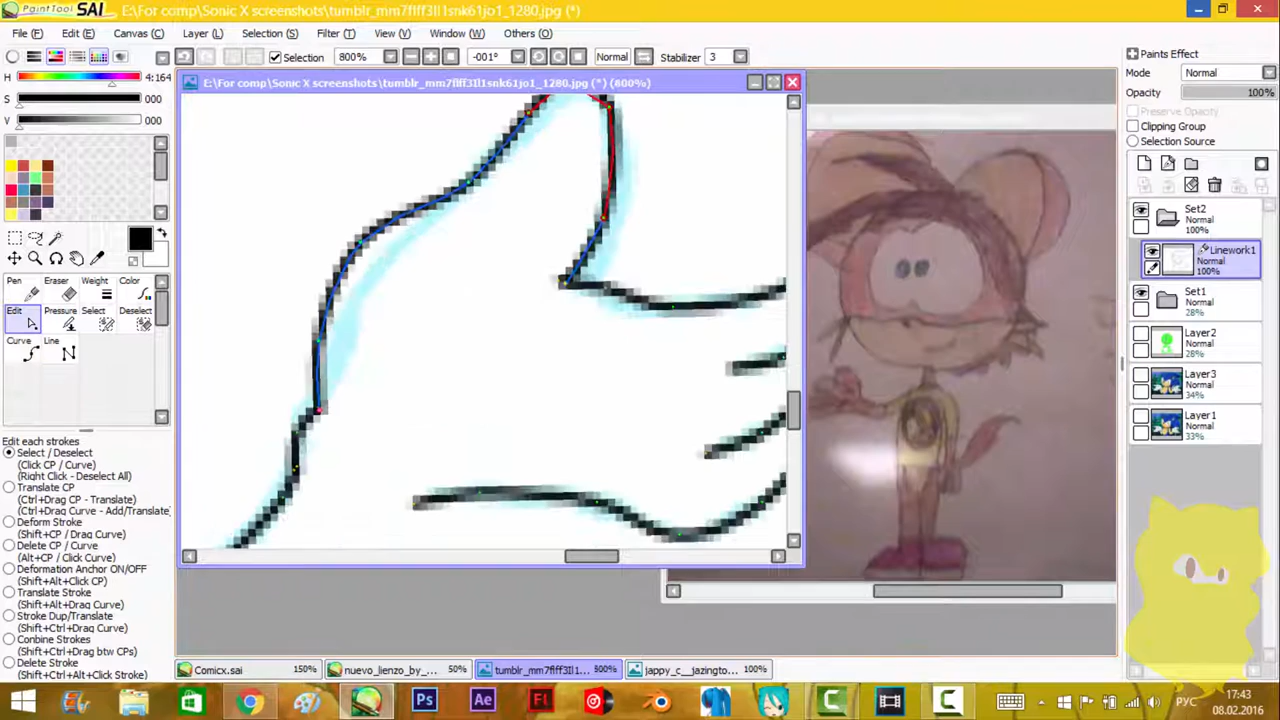 PaintTool SAI E:\For comp\Sonic X screenshots\tumblr_mm7flff3Il1snk61jo1_1280.jpg (*)
File (F) Edit (E) Canvas (C) Layer (L) Selection (S) Filter (T) View (V) Window (W) Others (O)
Selection 800% -001° Normal Stabilizer 3
H 4:164
S 000
V 000
E:\For comp\Sonic X screenshots\tumblr_mm7flff3Il1snk61jo1_1280.jpg (*) (800%)
Pen Eraser Weight Color
Edit Pressure Select Deselect
Curve Line
Edit each strokes
Select / Deselect
(Click CP / Curve)
(Right Click - Deselect All)
Translate CP
(Ctrl+Drag CP - Translate)
(Ctrl+Drag Curve - Add/Translate)
Deform Stroke
(Shift+CP / Drag Curve)
Delete CP / Curve
(Alt+CP / Click Curve)
Deformation Anchor ON/OFF
(Shift+Alt+Click CP)
Translate Stroke
(Shift+Alt+Drag Curve)
Stroke Dup/Translate
(Shift+Ctrl+Drag Curve)
Conbine Strokes
(Shift+Ctrl+Drag btw CPs)
Delete Stroke
(Shift+Ctrl+Alt+Click Stroke)
Paints Effect
Mode Normal
Opacity 100%
Preserve Opacity
Clipping Group
Selection Source
Set2
Normal
100%
Linework1
Normal
100%
Set1
Normal
28%
Layer2
Normal
28%
Layer3
Normal
34%
Layer1
Normal
33%
Comicx.sai 150%
nuevo_lienzo_by_... 50%
tumblr_mm7flff3Il1... 800%
jappy_c__jazington... 100%
Ps Ae Fl
РУС
17:43
08.02.2016